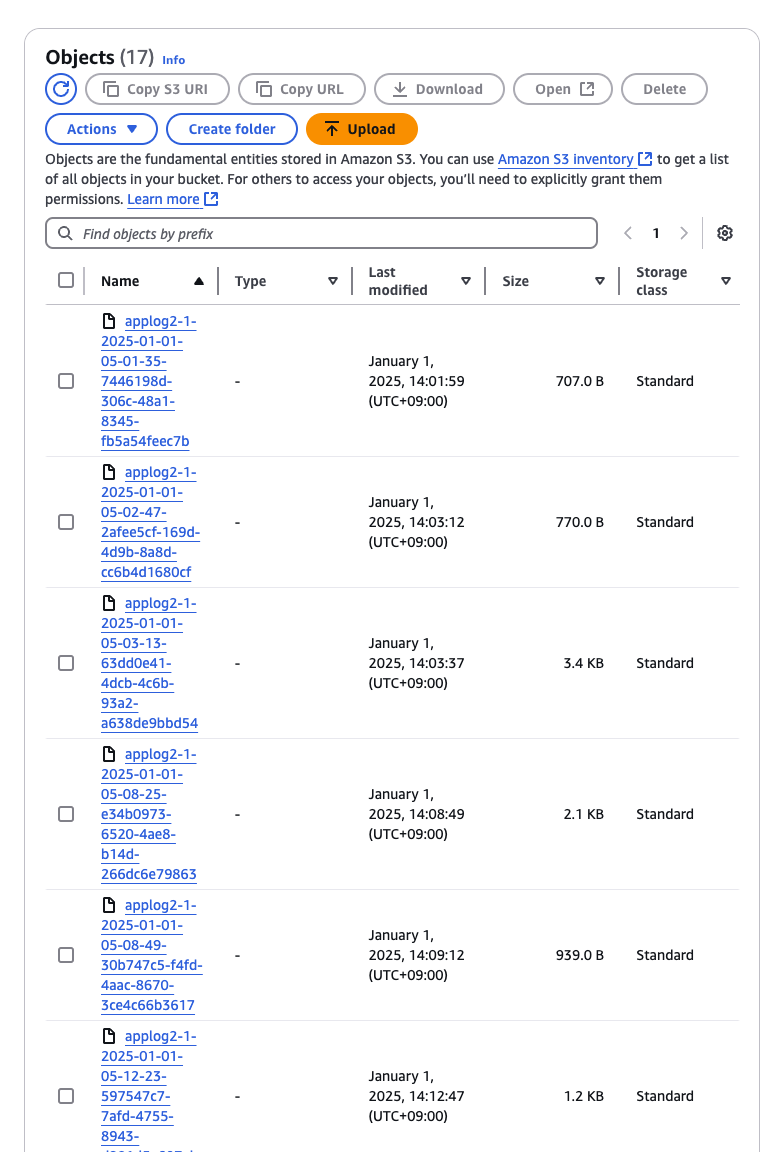 Objects (17) Info
Copy S3 URI Copy URL Download Open Delete
Actions Create folder Upload
Objects are the fundamental entities stored in Amazon S3. You can use Amazon S3 inventory to get a list
of all objects in your bucket. For others to access your objects, you'll need to explicitly grant them
permissions. Learn more
Find objects by prefix
1
Name Type Last modified Size Storage class
applog2-1-
2025-01-01-
05-01-35-
7446198d-
306c-48a1-
8345-
fb5a54feec7b
-
January 1,
2025, 14:01:59
(UTC+09:00)
707.0 B
Standard
applog2-1-
2025-01-01-
05-02-47-
2afee5cf-169d-
4d9b-8a8d-
cc6b4d1680cf
-
January 1,
2025, 14:03:12
(UTC+09:00)
770.0 B
Standard
applog2-1-
2025-01-01-
05-03-13-
63dd0e41-
4dcb-4c6b-
93a2-
a638de9bbd54
-
January 1,
2025, 14:03:37
(UTC+09:00)
3.4 KB
Standard
applog2-1-
2025-01-01-
05-08-25-
e34b0973-
6520-4ae8-
b14d-
266dc6e79863
-
January 1,
2025, 14:08:49
(UTC+09:00)
2.1 KB
Standard
applog2-1-
2025-01-01-
05-08-49-
30b747c5-f4fd-
4aac-8670-
3ce4c66b3617
-
January 1,
2025, 14:09:12
(UTC+09:00)
939.0 B
Standard
applog2-1-
2025-01-01-
05-12-23-
597547c7-
7afd-4755-
8943-
-
January 1,
2025, 14:12:47
(UTC+09:00)
1.2 KB
Standard